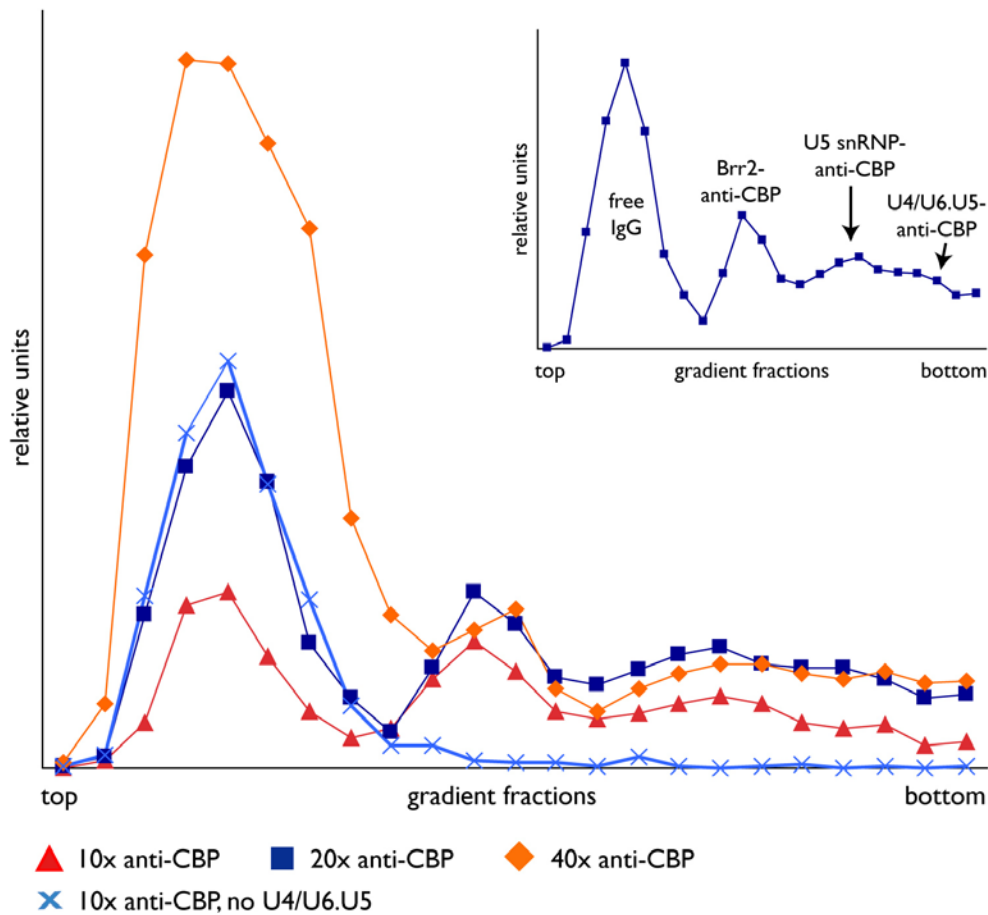 relative units
top
gradient fractions
bottom
relative units
free
IgG
Brr2-
anti-CBP
U5 snRNP-
anti-CBP
U4/U6.U5-
anti-CBP
top
gradient fractions
bottom
10x anti-CBP
20x anti-CBP
40x anti-CBP
10x anti-CBP, no U4/U6.U5